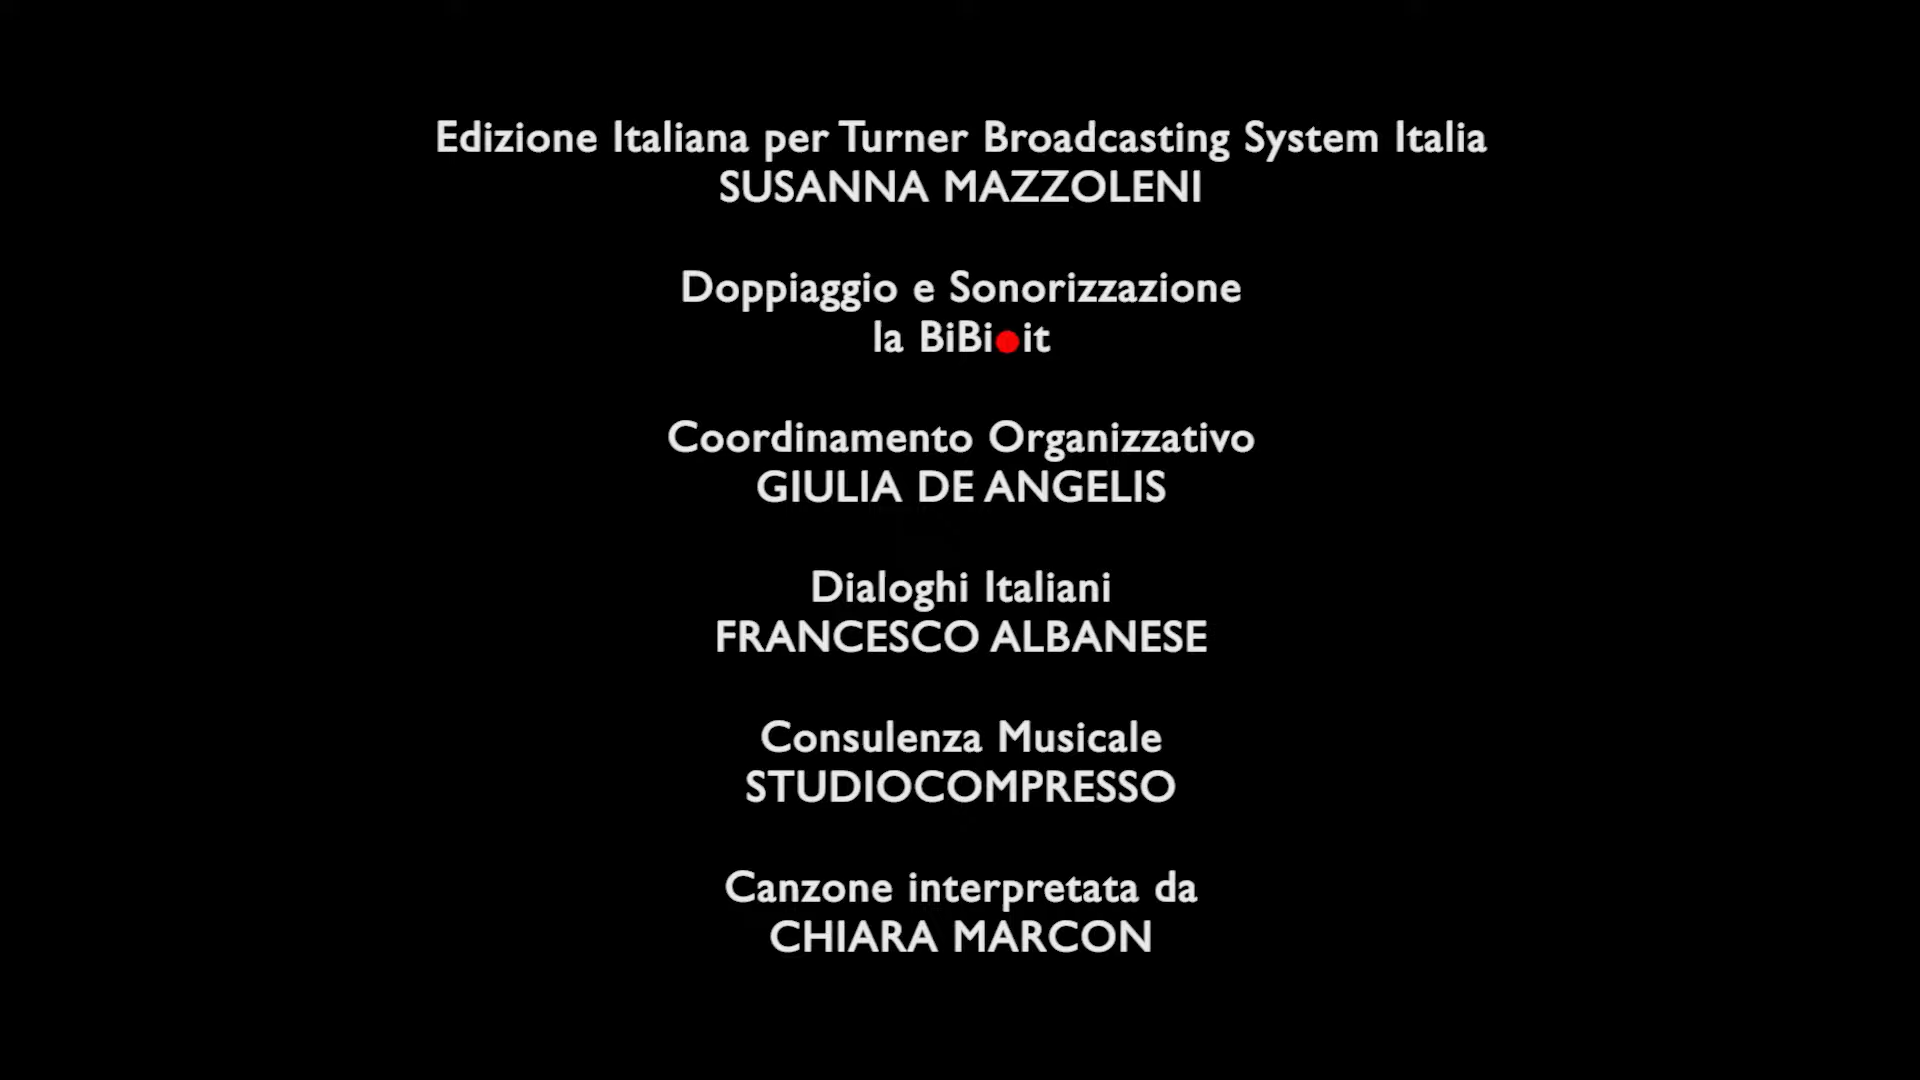 Edizione Italiana per Turner Broadcasting System Italia
SUSANNA MAZZOLENI
Doppiaggio e Sonorizzazione
la BiBi.it
Coordinamento Organizzativo
GIULIA DE ANGELIS
Dialoghi Italiani
FRANCESCO ALBANESE
Consulenza Musicale
STUDIOCOMPRESSO
Canzone interpretata da
CHIARA MARCON